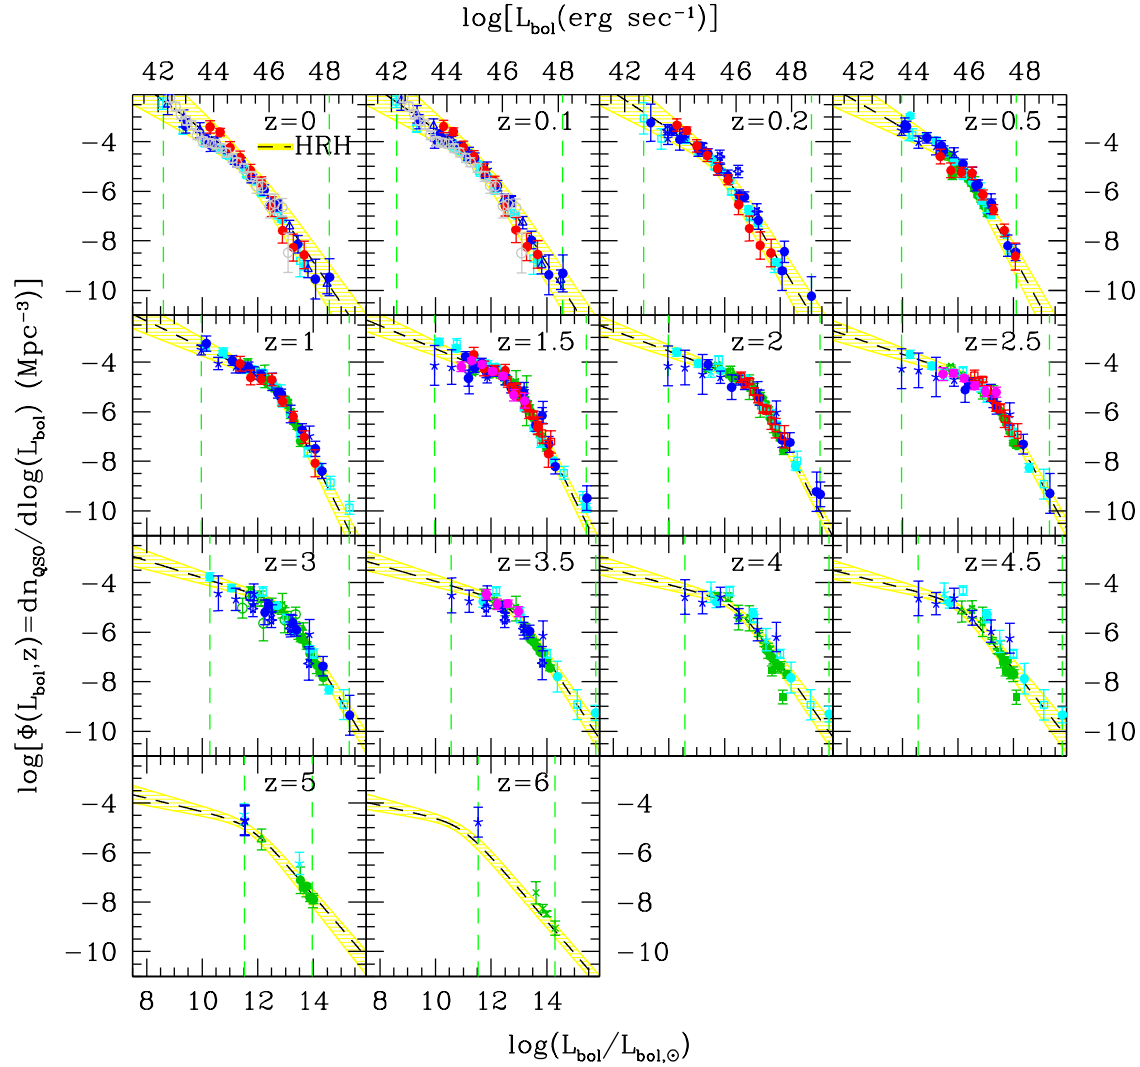 log[L_bol(erg sec⁻¹)]
42 44 46 48 42 44 46 48 42 44 46 48 42 44 46 48
z=0 z=0.1 z=0.2 z=0.5
HRH
−4 −4
−6 −6
−8 −8
−10 −10
z=1 z=1.5 z=2 z=2.5
−4 −4
−6 −6
−8 −8
−10 −10
z=3 z=3.5 z=4 z=4.5
−4 −4
−6 −6
−8 −8
−10 −10
z=5 z=6
−4 −4
−6 −6
−8 −8
−10 −10
8 10 12 14 8 10 12 14
log(L_bol/L_bol,⊙)
log[Φ(L_bol,z)=dn_QSO/dlog(L_bol) (Mpc⁻³)]